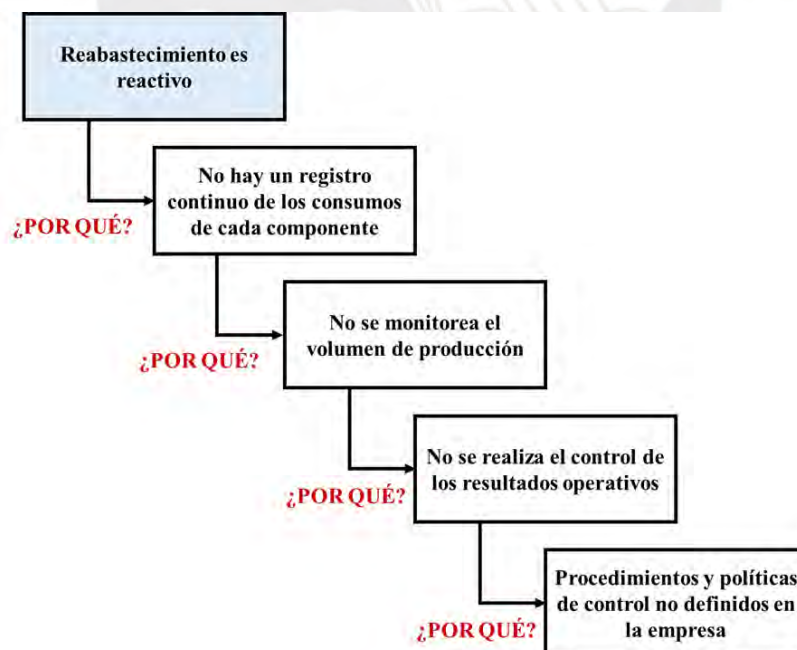 Reabastecimiento es
reactivo
No hay un registro
continuo de los consumos
de cada componente
¿POR QUÉ?
No se monitorea el
volumen de producción
¿POR QUÉ?
No se realiza el control de
los resultados operativos
¿POR QUÉ?
Procedimientos y políticas
de control no definidos en
la empresa
¿POR QUÉ?